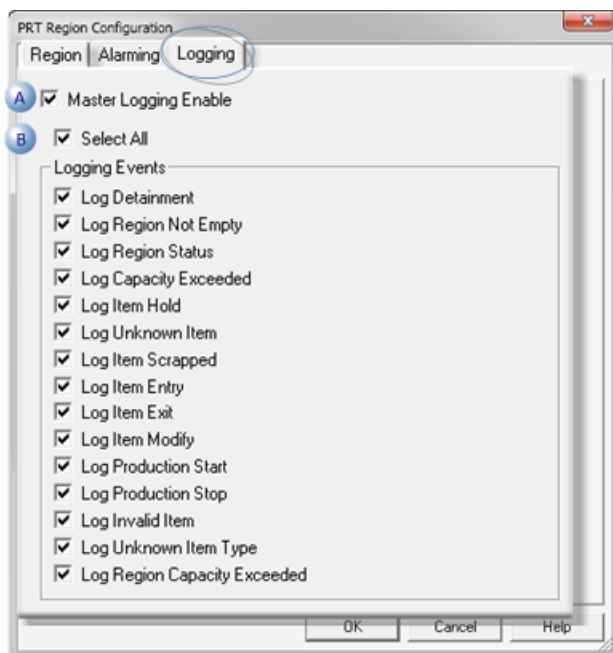 PRT Region Configuration
Region Alarming Logging
A Master Logging Enable
B Select All
Logging Events
Log Detainment
Log Region Not Empty
Log Region Status
Log Capacity Exceeded
Log Item Hold
Log Unknown Item
Log Item Scrapped
Log Item Entry
Log Item Exit
Log Item Modify
Log Production Start
Log Production Stop
Log Invalid Item
Log Unknown Item Type
Log Region Capacity Exceeded
OK Cancel Help